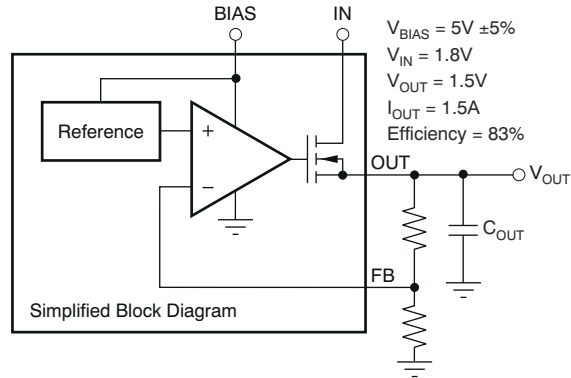 BIAS
IN
V_BIAS = 5V ±5%
V_IN = 1.8V
V_OUT = 1.5V
I_OUT = 1.5A
Efficiency = 83%
Reference
+
−
OUT
V_OUT
C_OUT
FB
Simplified Block Diagram